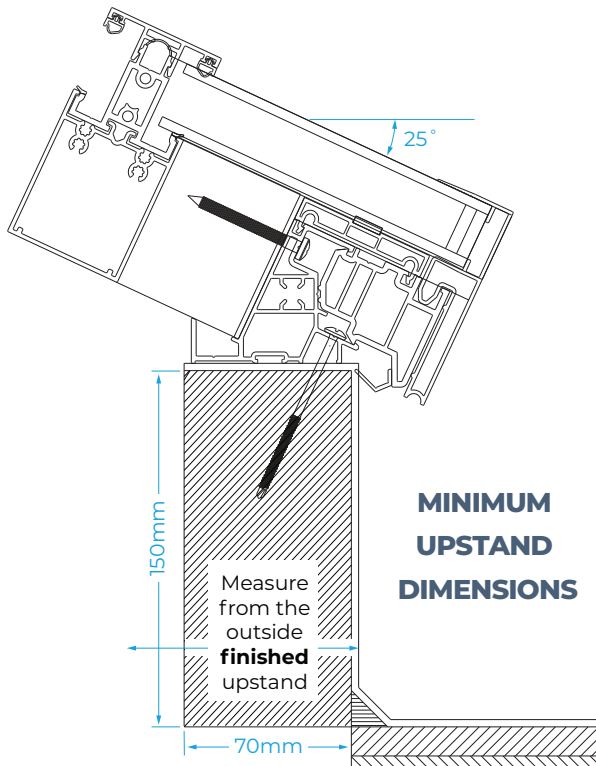 25°
MINIMUM
UPSTAND
DIMENSIONS
150mm
Measure
from the
outside
finished
upstand
70mm